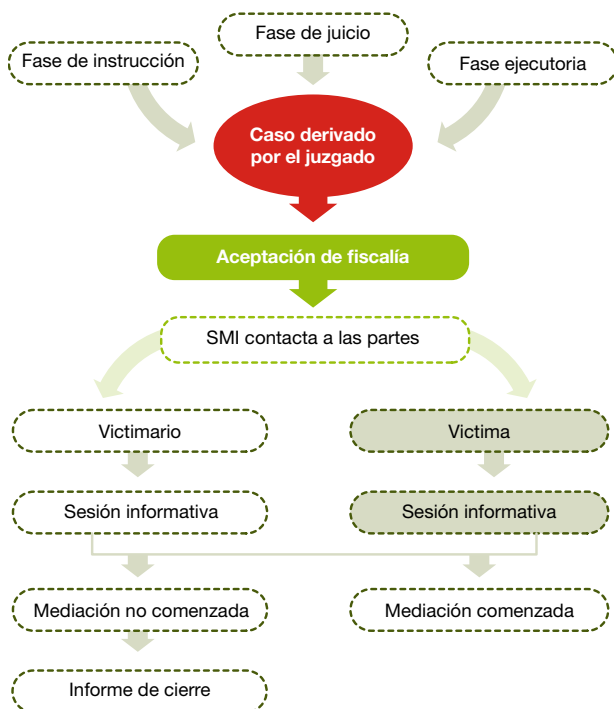 Fase de juicio
Fase de instrucción
Fase ejecutoria
Caso derivado
por el juzgado
Aceptación de fiscalía
SMI contacta a las partes
Victimario
Victima
Sesión informativa
Sesión informativa
Mediación no comenzada
Mediación comenzada
Informe de cierre